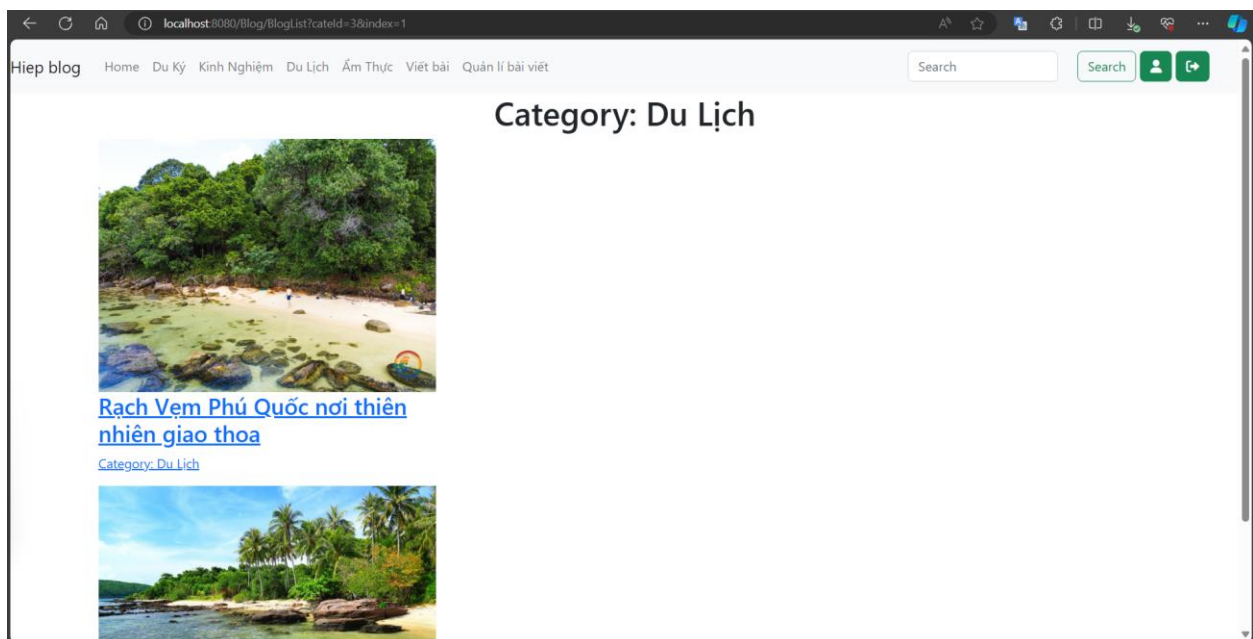 localhost:8080/Blog/BlogList?cateId=3&index=1
Hiep blog Home Du Ký Kinh Nghiệm Du Lịch Ẩm Thực Viết bài Quản lí bài viết Search Search
Category: Du Lịch
Rạch Vẹm Phú Quốc nơi thiên
nhiên giao thoa
Category: Du Lịch